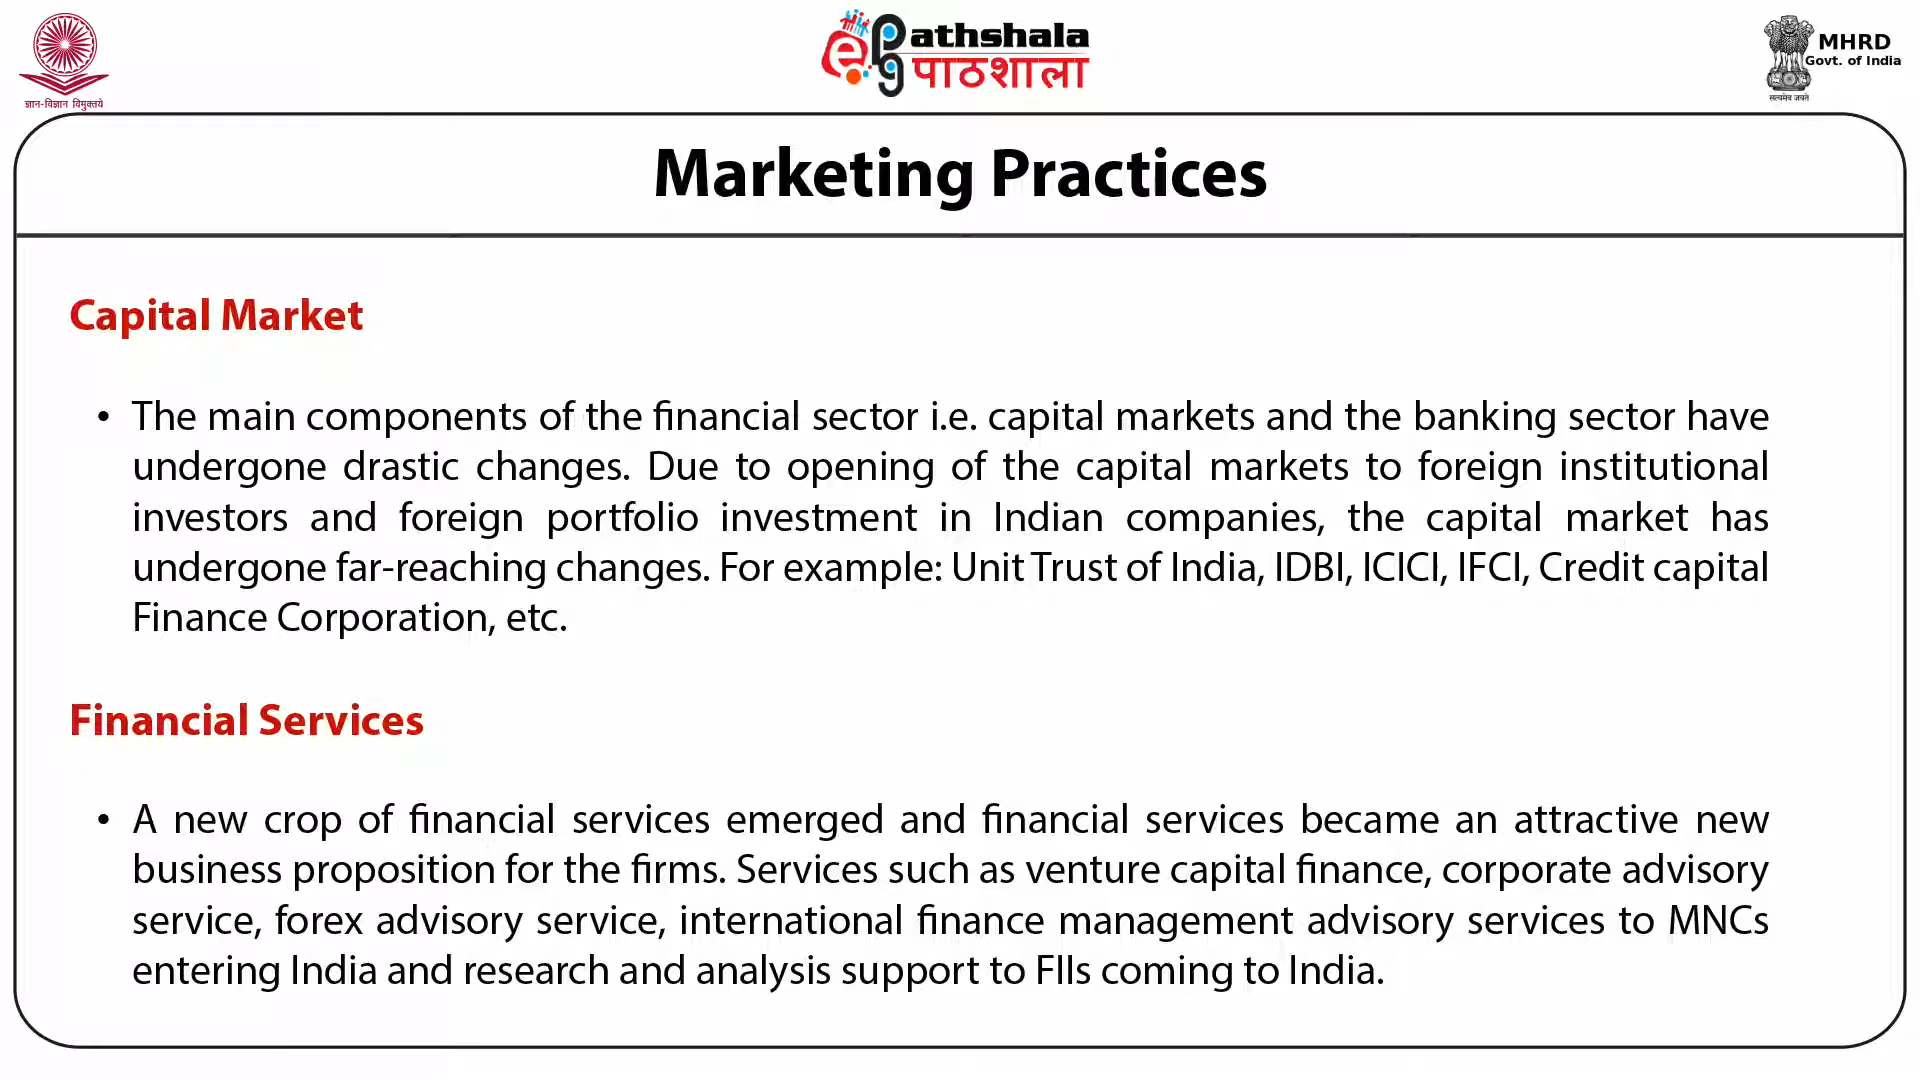 ज्ञान-विज्ञान विमुक्तये
athshala
पाठशाला
MHRD
Govt. of India
सत्यमेव जयते
Marketing Practices
Capital Market
• The main components of the financial sector i.e. capital markets and the banking sector have
undergone drastic changes. Due to opening of the capital markets to foreign institutional
investors and foreign portfolio investment in Indian companies, the capital market has
undergone far-reaching changes. For example: Unit Trust of India, IDBI, ICICI, IFCI, Credit capital
Finance Corporation, etc.
Financial Services
• A new crop of financial services emerged and financial services became an attractive new
business proposition for the firms. Services such as venture capital finance, corporate advisory
service, forex advisory service, international finance management advisory services to MNCs
entering India and research and analysis support to FIIs coming to India.